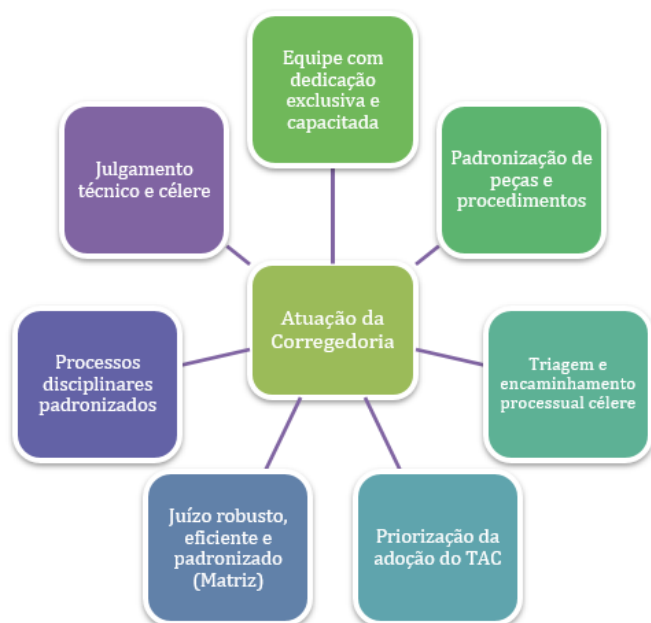 Equipe com
dedicação
exclusiva e
capacitada
Padronização de
peças e
procedimentos
Triagem e
encaminhamento
processual célere
Priorização da
adoção do TAC
Juízo robusto,
eficiente e
padronizado
(Matriz)
Processos
disciplinares
padronizados
Julgamento
técnico e célere
Atuação da
Corregedoria